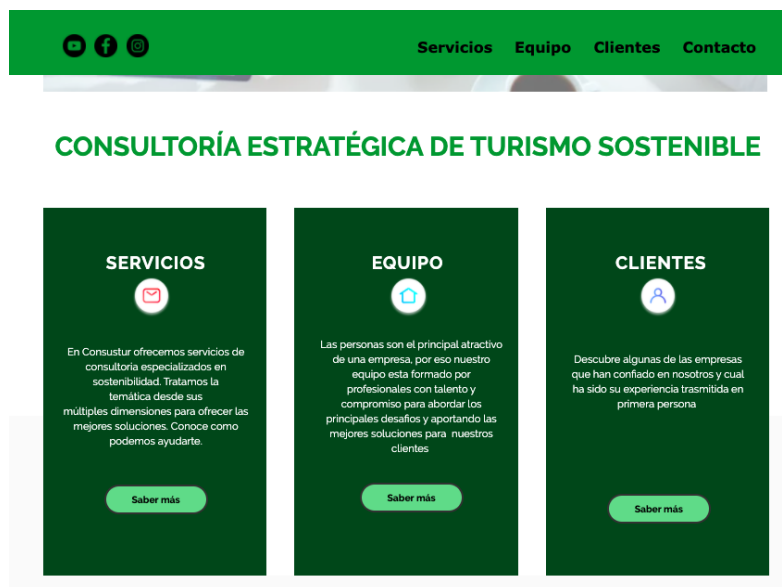 Servicios Equipo Clientes Contacto
CONSULTORÍA ESTRATÉGICA DE TURISMO SOSTENIBLE
SERVICIOS
En Consustur ofrecemos servicios de
consultoria especializados en
sostenibilidad. Tratamos la
temática desde sus
múltiples dimensiones para ofrecer las
mejores soluciones. Conoce como
podemos ayudarte.
Saber más
EQUIPO
Las personas son el principal atractivo
de una empresa, por eso nuestro
equipo esta formado por
profesionales con talento y
compromiso para abordar los
principales desafios y aportando las
mejores soluciones para nuestros
clientes
Saber más
CLIENTES
Descubre algunas de las empresas
que han confiado en nosotros y cual
ha sido su experiencia trasmitida en
primera persona
Saber más